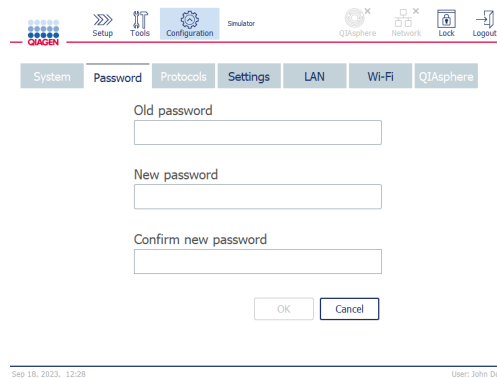 QIAGEN
Setup Tools Configuration Simulator QIAsphere Network Lock Logout
System Password Protocols Settings LAN Wi-Fi QIAsphere
Old password
New password
Confirm new password
OK Cancel
Sep 18, 2023, 12:28 User: John Do